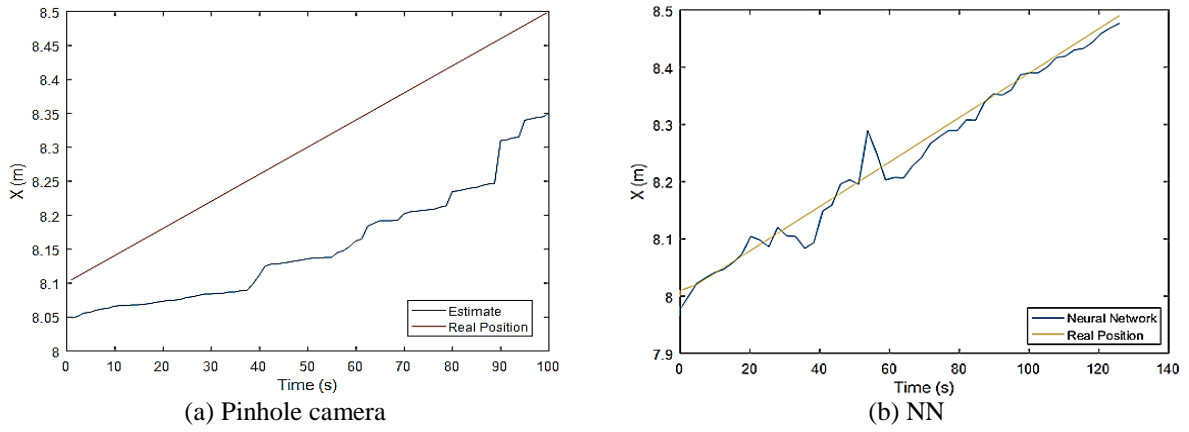 8.5
8.45
8.4
8.35
8.3
8.25
8.2
8.15
8.1
8.05
8
X (m)
0 10 20 30 40 50 60 70 80 90 100
Time (s)
Estimate
Real Position
(a) Pinhole camera
8.5
8.4
8.3
8.2
8.1
8
7.9
X (m)
0 20 40 60 80 100 120 140
Time (s)
Neural Network
Real Position
(b) NN